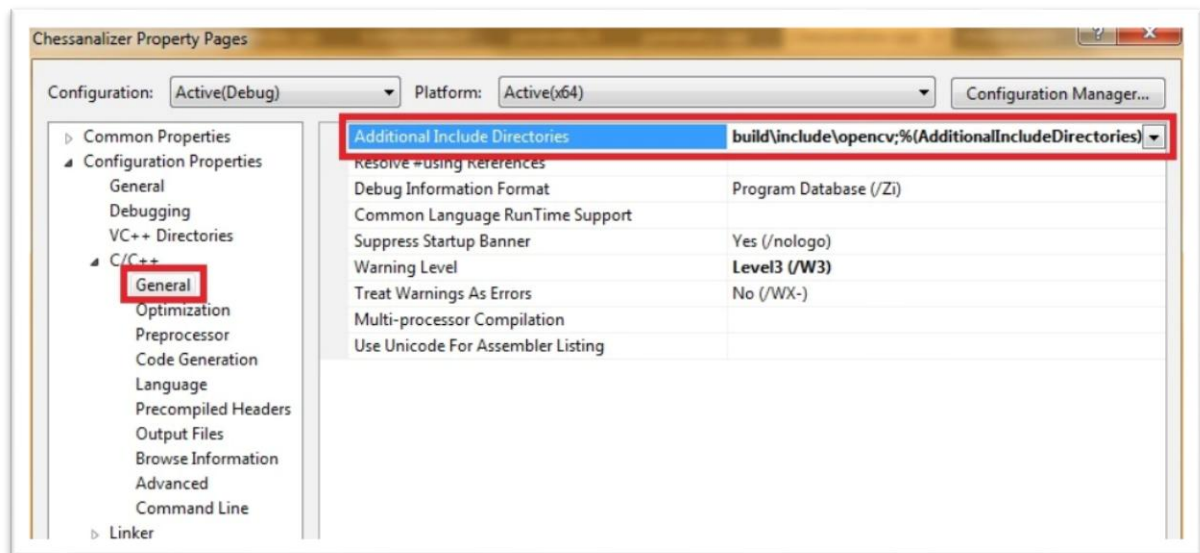 Chessanalizer Property Pages
Configuration: Active(Debug) Platform: Active(x64) Configuration Manager...
Common Properties
Configuration Properties
General
Debugging
VC++ Directories
C/C++
General
Optimization
Preprocessor
Code Generation
Language
Precompiled Headers
Output Files
Browse Information
Advanced
Command Line
Linker
Additional Include Directories build\include\opencv;%(AdditionalIncludeDirectories)
Resolve #using References
Debug Information Format Program Database (/Zi)
Common Language RunTime Support
Suppress Startup Banner Yes (/nologo)
Warning Level Level3 (/W3)
Treat Warnings As Errors No (/WX-)
Multi-processor Compilation
Use Unicode For Assembler Listing